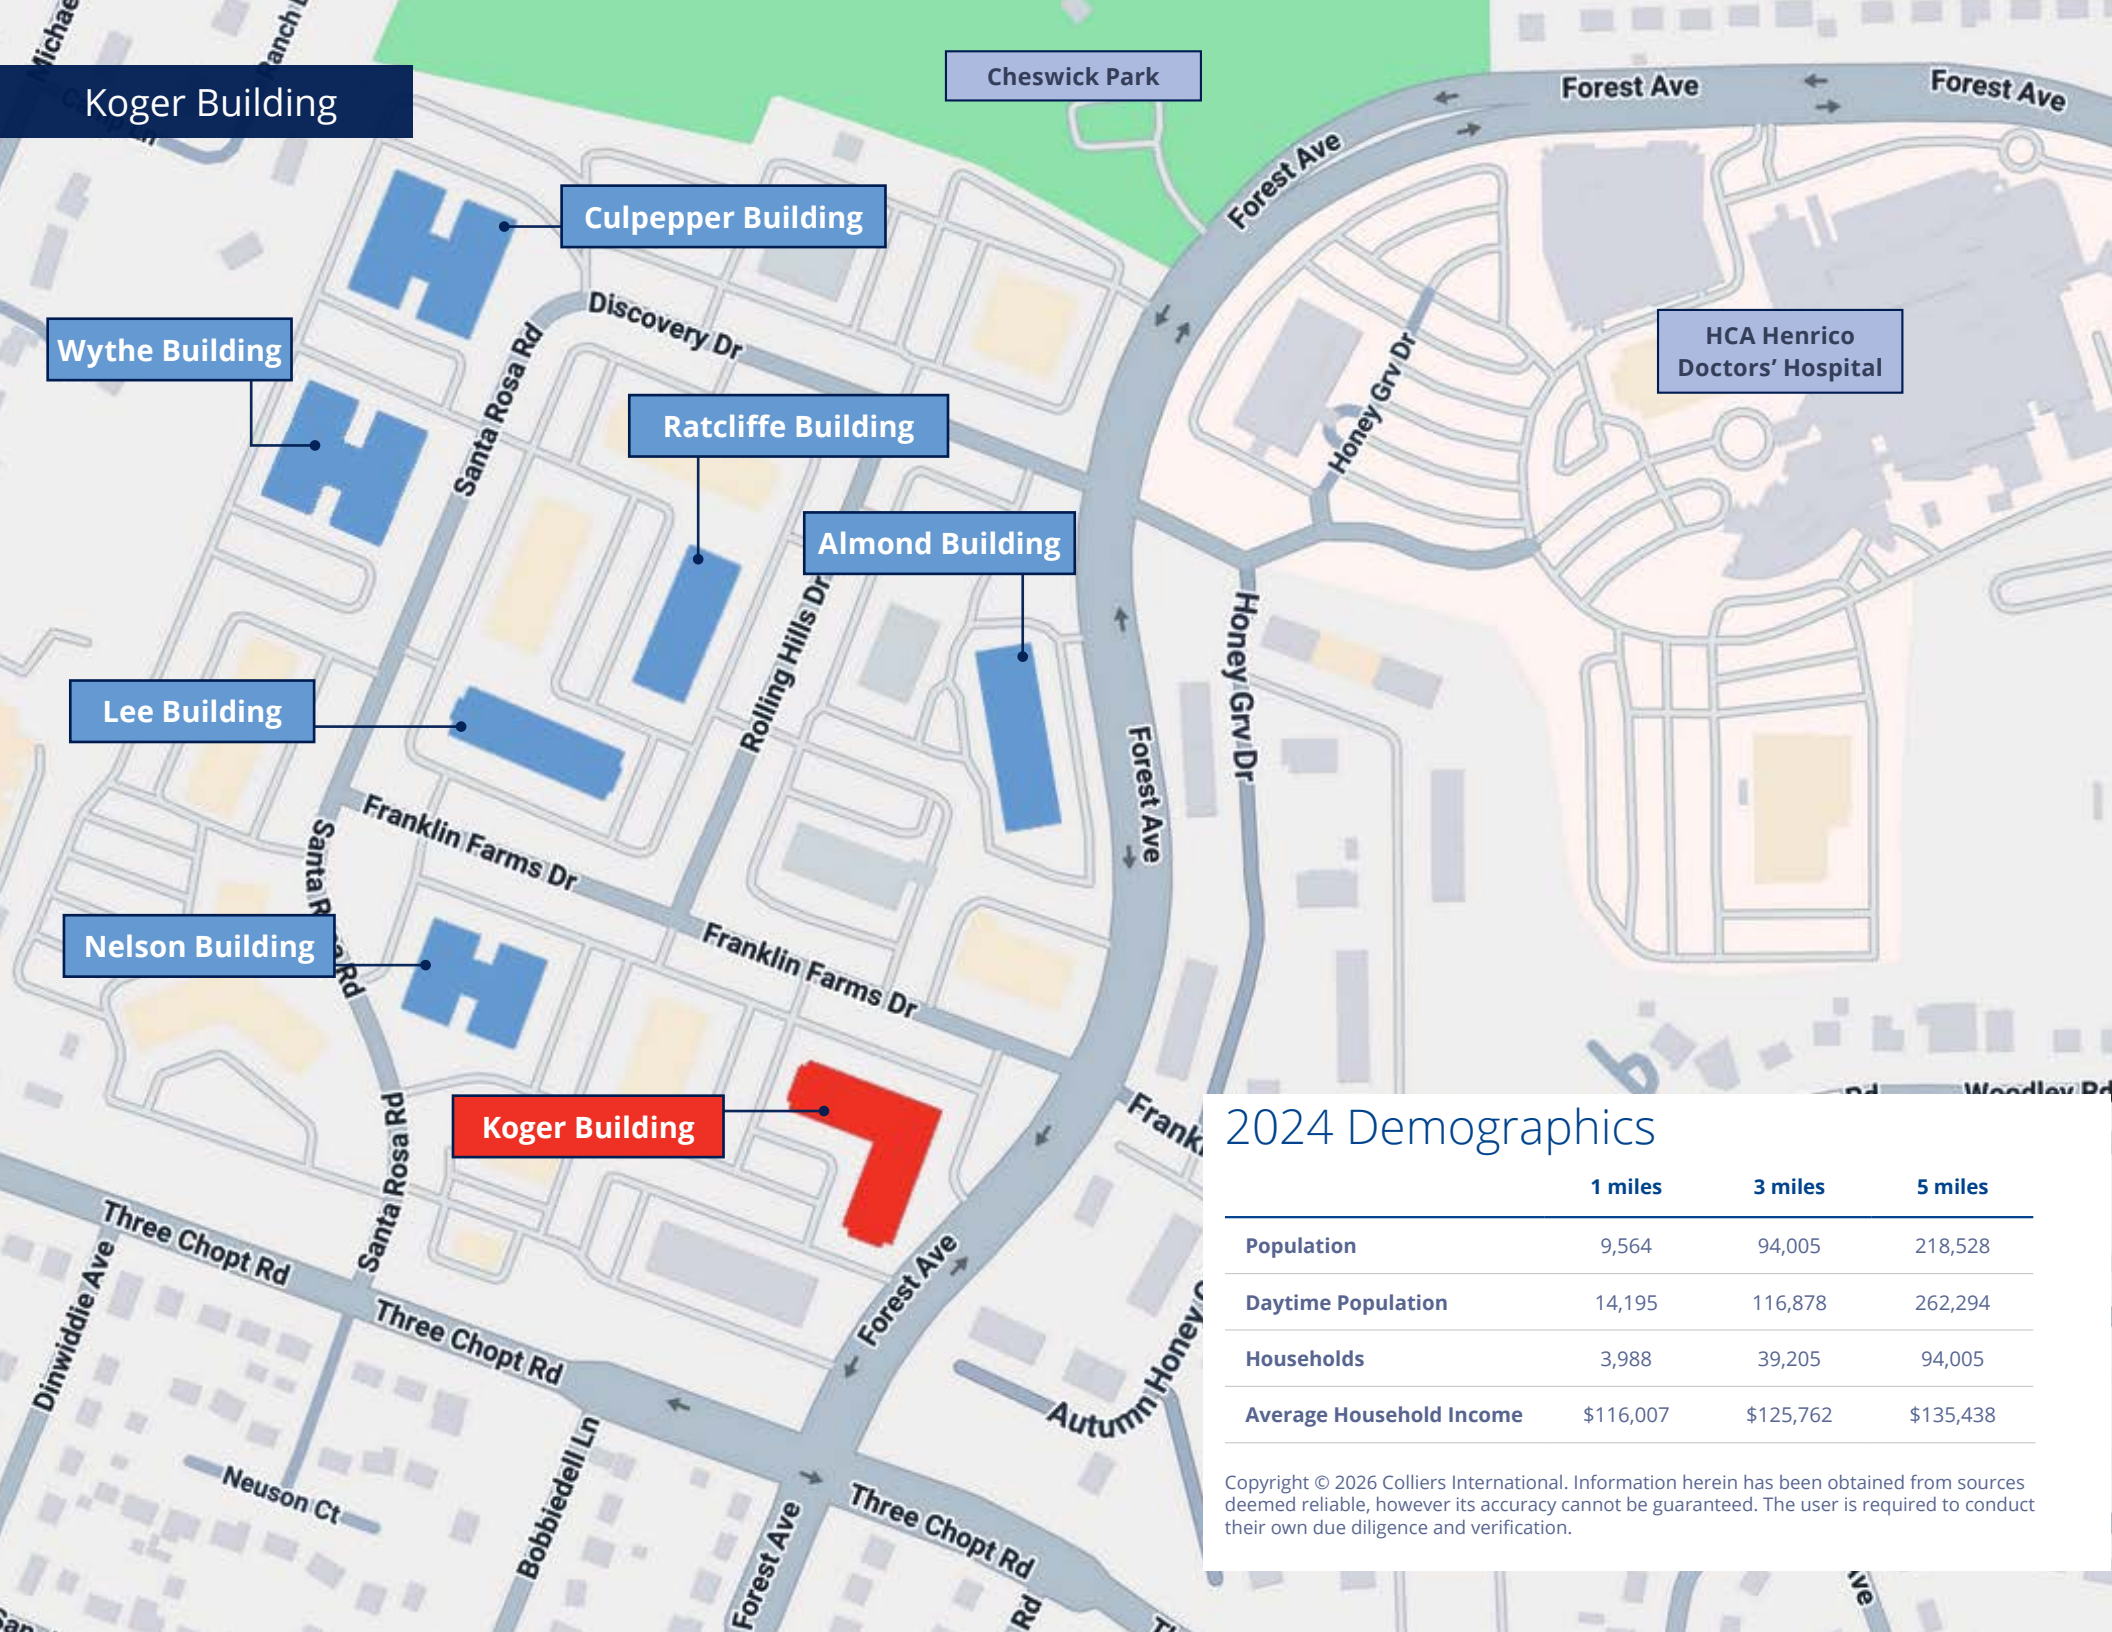 Michae
Ranch
Koger Building
Cheswick Park
Forest Ave
Forest Ave
Forest Ave
Culpepper Building
Discovery Dr
Wythe Building
Santa Rosa Rd
HCA Henrico
Doctors’ Hospital
Honey Grv Dr
Ratcliffe Building
Almond Building
Rolling Hills Dr
Honey Grv Dr
Lee Building
Forest Ave
Franklin Farms Dr
Nelson Building
Franklin Farms Dr
Santa Rosa Rd
Koger Building
Frank
Woodley Rd
Rd
Three Chopt Rd
Dinwiddie Ave
Three Chopt Rd
Forest Ave
Autumn Honey
Neuson Ct
Bobbiedell Ln
Forest Ave
Three Chopt Rd
Rd
2024 Demographics
1 miles 3 miles 5 miles
Population 9,564 94,005 218,528
Daytime Population 14,195 116,878 262,294
Households 3,988 39,205 94,005
Average Household Income $116,007 $125,762 $135,438
Copyright © 2026 Colliers International. Information herein has been obtained from sources
deemed reliable, however its accuracy cannot be guaranteed. The user is required to conduct
their own due diligence and verification.